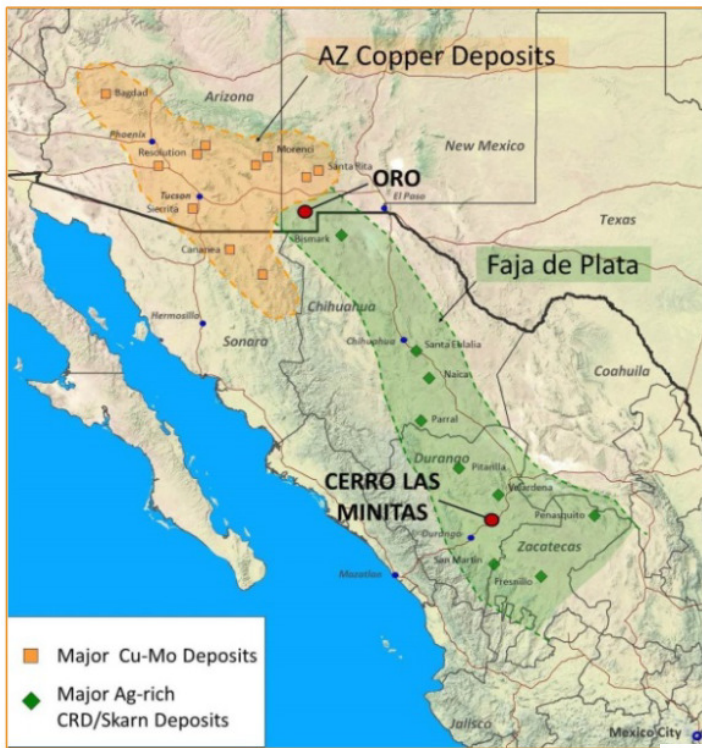 AZ Copper Deposits
Bagdad
Arizona
Phoenix
Resolution
Morenci
Santa Rita
New Mexico
ORO
El Paso
Tucson
Sierrita
Texas
Bismark
Cananea
Faja de Plata
Chihuahua
Hermosillo
Sonara
Chihuahua
Santa Eulalia
Naica
Coahuila
Parral
Durango
Pitarilla
CERRO LAS
MINITAS
Velardena
Penasquito
Durango
Zacatecas
San Martin
Mazatlan
Fresnillo
Major Cu-Mo Deposits
Major Ag-rich
CRD/Skarn Deposits
Jalisco
Mexico City